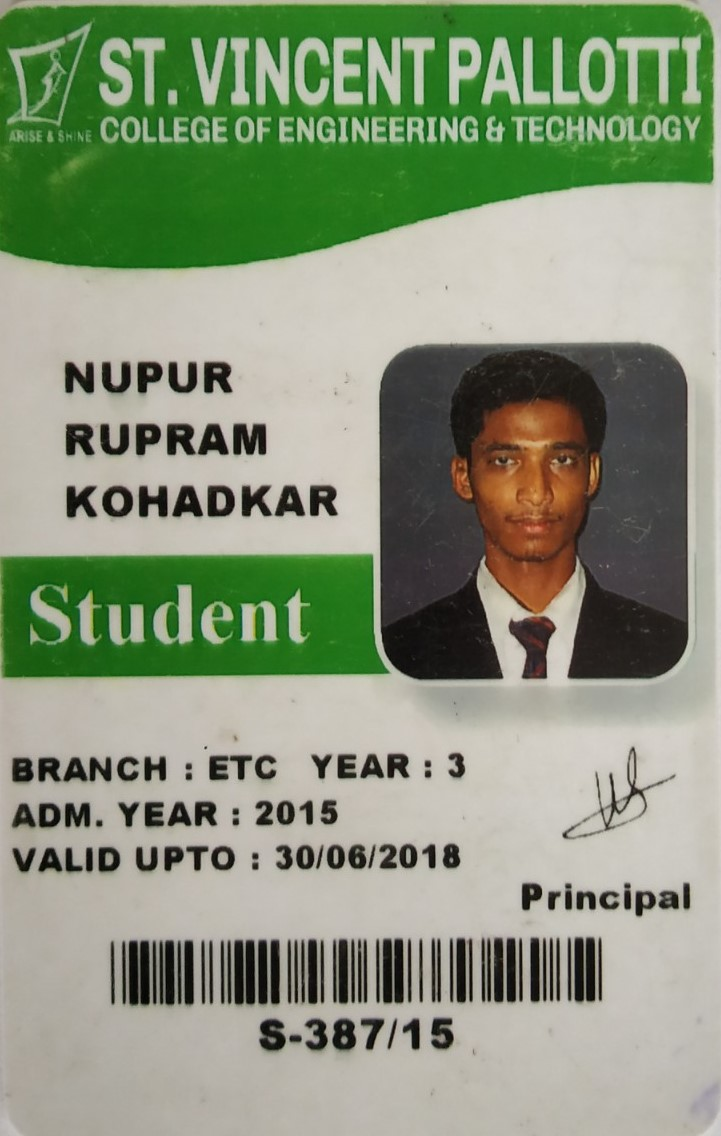 ST. VINCENT PALLOTTI
ARISE & SHINE
COLLEGE OF ENGINEERING & TECHNOLOGY
NUPUR
RUPRAM
KOHADKAR
Student
BRANCH : ETC YEAR : 3
ADM. YEAR : 2015
VALID UPTO : 30/06/2018
Principal
S-387/15